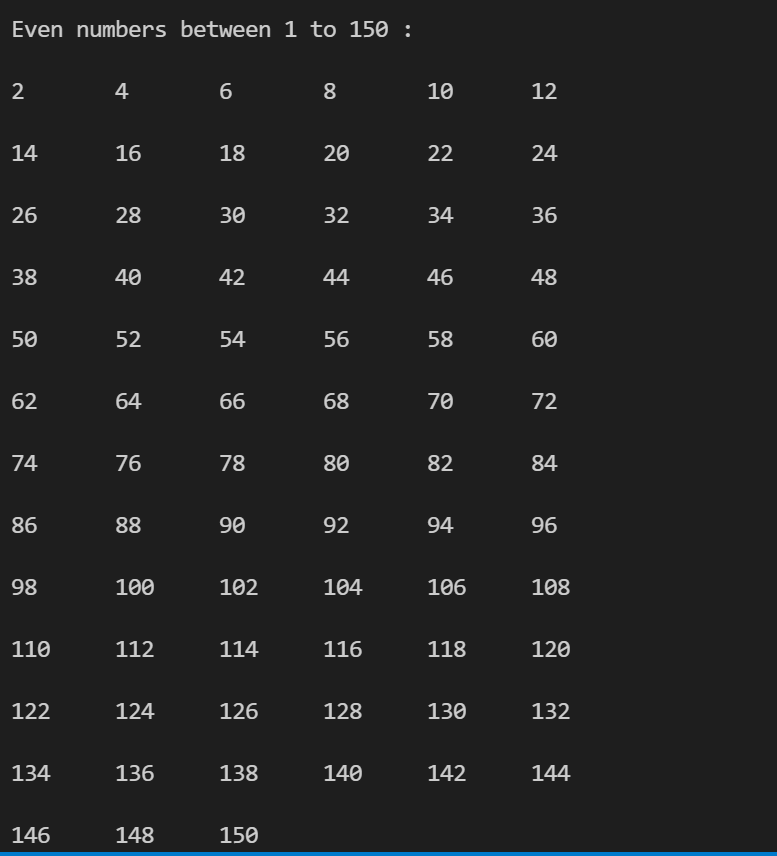 Even numbers between 1 to 150 :
2 4 6 8 10 12
14 16 18 20 22 24
26 28 30 32 34 36
38 40 42 44 46 48
50 52 54 56 58 60
62 64 66 68 70 72
74 76 78 80 82 84
86 88 90 92 94 96
98 100 102 104 106 108
110 112 114 116 118 120
122 124 126 128 130 132
134 136 138 140 142 144
146 148 150